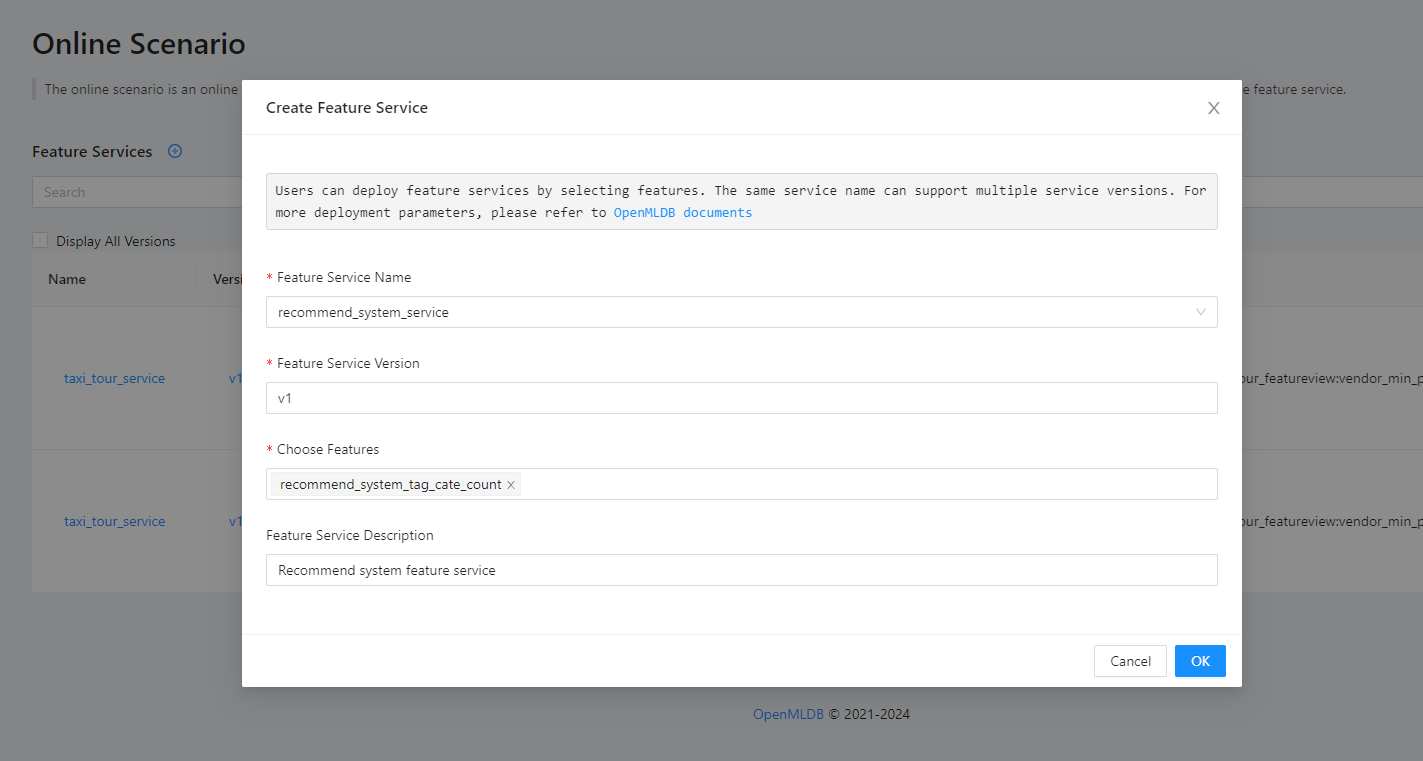 Online Scenario
The online scenario is an online
e feature service.
Create Feature Service
Feature Services
Users can deploy feature services by selecting features. The same service name can support multiple service versions. For
more deployment parameters, please refer to OpenMLDB documents
Search
Display All Versions
Name Versi
* Feature Service Name
recommend_system_service
* Feature Service Version
taxi_tour_service v1
our_featureview:vendor_min_p
v1
* Choose Features
recommend_system_tag_cate_count
taxi_tour_service v1
our_featureview:vendor_min_p
Feature Service Description
Recommend system feature service
Cancel OK
OpenMLDB © 2021-2024